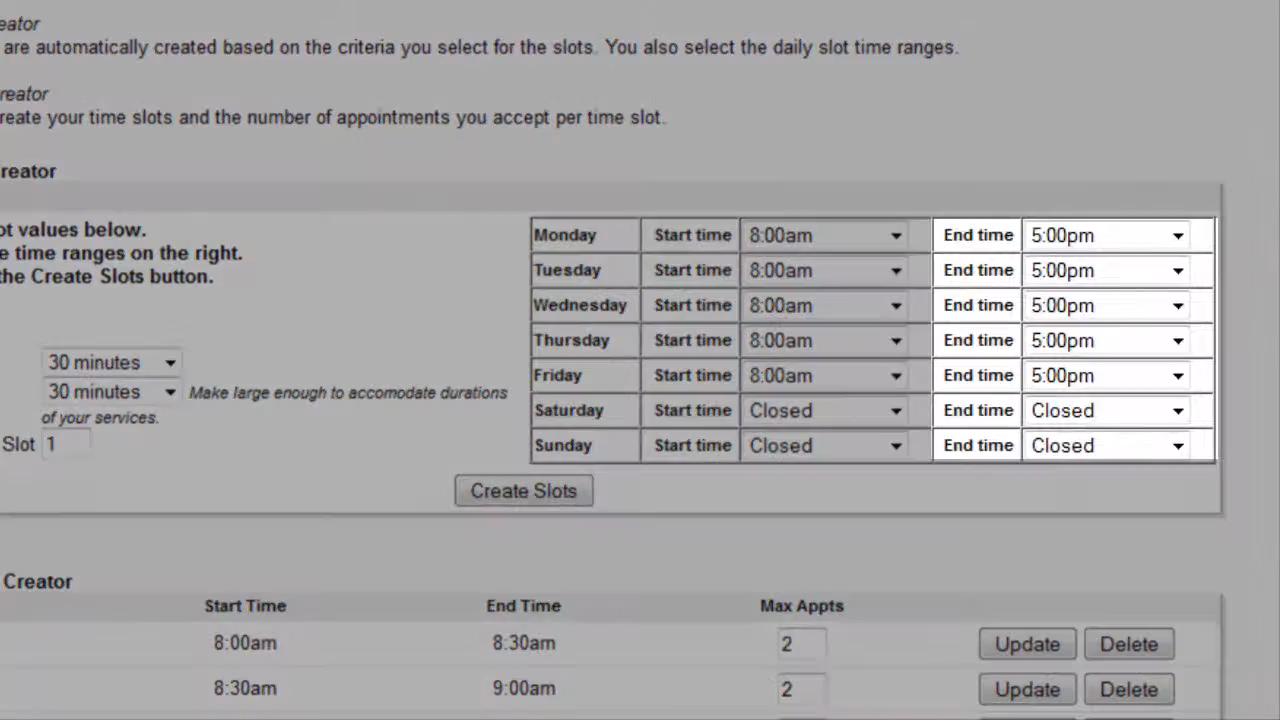 eator
are automatically created based on the criteria you select for the slots. You also select the daily slot time ranges.
reator
reate your time slots and the number of appointments you accept per time slot.
reator
ot values below.
e time ranges on the right.
the Create Slots button.
Monday Start time 8:00am End time 5:00pm
Tuesday Start time 8:00am End time 5:00pm
Wednesday Start time 8:00am End time 5:00pm
Thursday Start time 8:00am End time 5:00pm
Friday Start time 8:00am End time 5:00pm
Saturday Start time Closed End time Closed
Sunday Start time Closed End time Closed
30 minutes
30 minutes Make large enough to accomodate durations
of your services.
Slot 1
Create Slots
Creator
Start Time End Time Max Appts
8:00am 8:30am 2 Update Delete
8:30am 9:00am 2 Update Delete